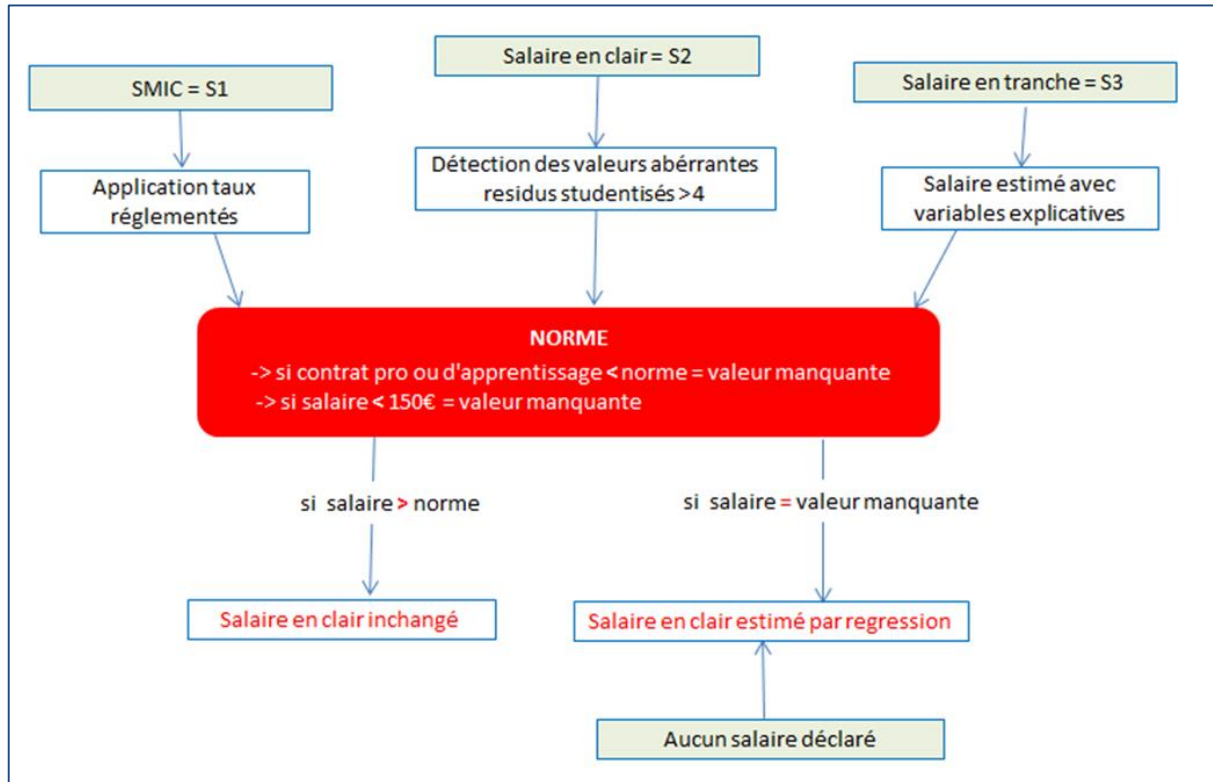 Salaire en clair = S2
SMIC = S1
Salaire en tranche = S3
Application taux
réglementés
Détection des valeurs abérrantes
residus studentisés >4
Salaire estimé avec
variables explicatives
NORME
-> si contrat pro ou d'apprentissage < norme = valeur manquante
-> si salaire < 150€ = valeur manquante
si salaire > norme
si salaire = valeur manquante
Salaire en clair inchangé
Salaire en clair estimé par regression
Aucun salaire déclaré